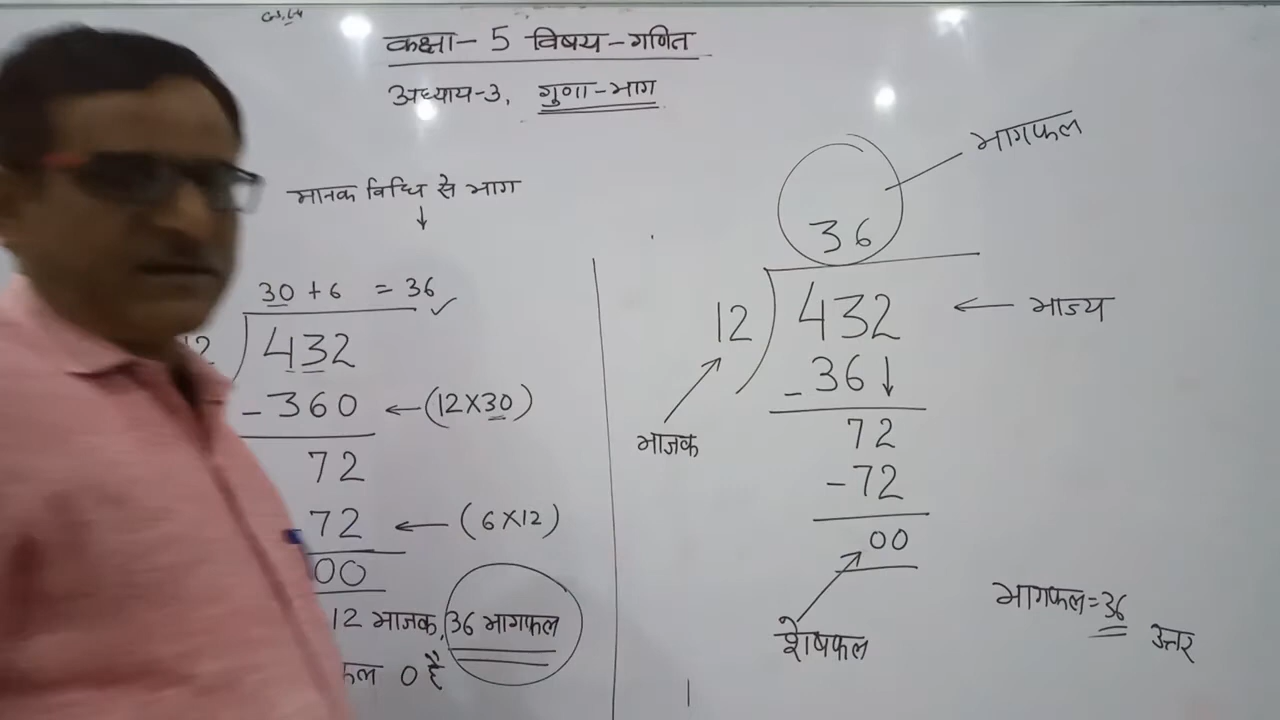 कक्षा- 5 विषय-गणित
अध्याय-3, गुणा-भाग
मानक विधि से भाग
↓
30 + 6 = 36 ✓
12 432
- 360 ← (12×30)
72
72 ← (6×12)
00
12 भाजक, 36 भागफल
फल 0 है
भागफल
36
12 432 ← भाज्य
- 36↓
भाजक
72
- 72
00
शेषफल
भागफल=36
उत्तर